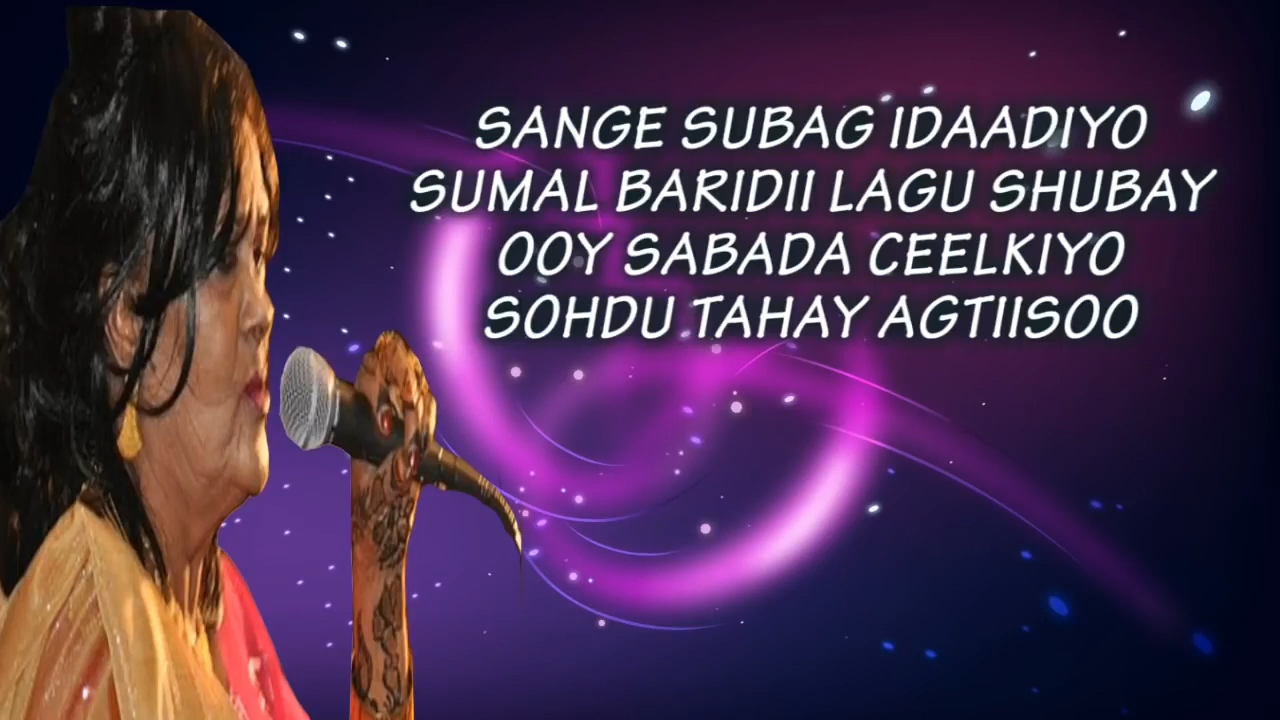 SANGE SUBAG IDAADIYO
SUMAL BARIDII LAGU SHUBAY
OOY SABADA CEELKIYO
SOHDU TAHAY AGTIISOO